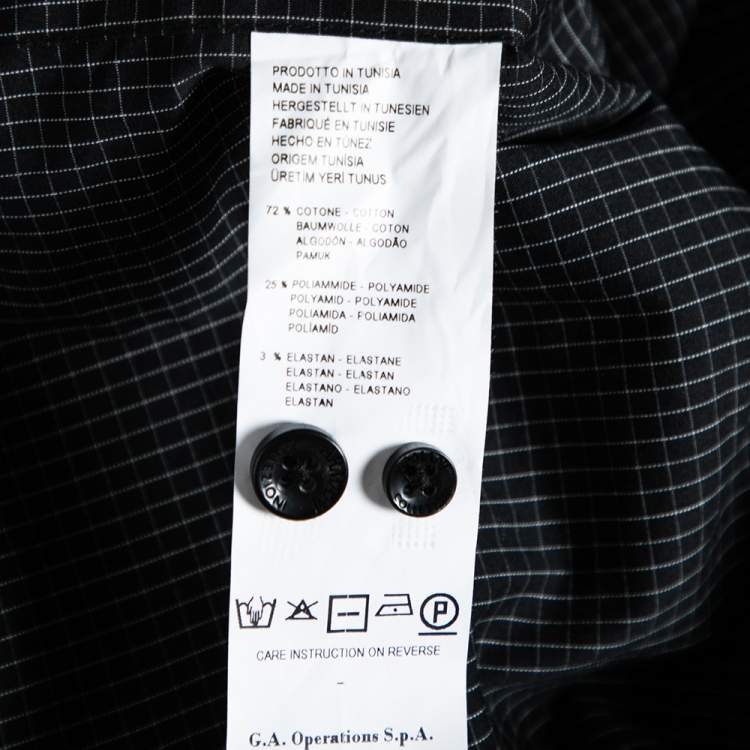 PRODOTTO IN TUNISIA
MADE IN TUNISIA
HERGESTELLT IN TUNESIEN
FABRIQUÉ EN TUNISIE
HECHO EN TÚNEZ
ORIGEM TUNÍSIA
ÜRETIM YERI TUNUS
72 % COTONE - COTTON
BAUMWOLLE - COTON
ALGODÓN - ALGODÃO
PAMUK
25 % POLIAMMIDE - POLYAMIDE
POLYAMID - POLYAMIDE
POLIAMIDA - POLIAMIDA
POLÍAMÍD
3 % ELASTAN - ELASTANE
ELASTAN - ELASTAN
ELASTANO - ELASTANO
ELASTAN
P
CARE INSTRUCTION ON REVERSE
-
G.A. Operations S.p.A.